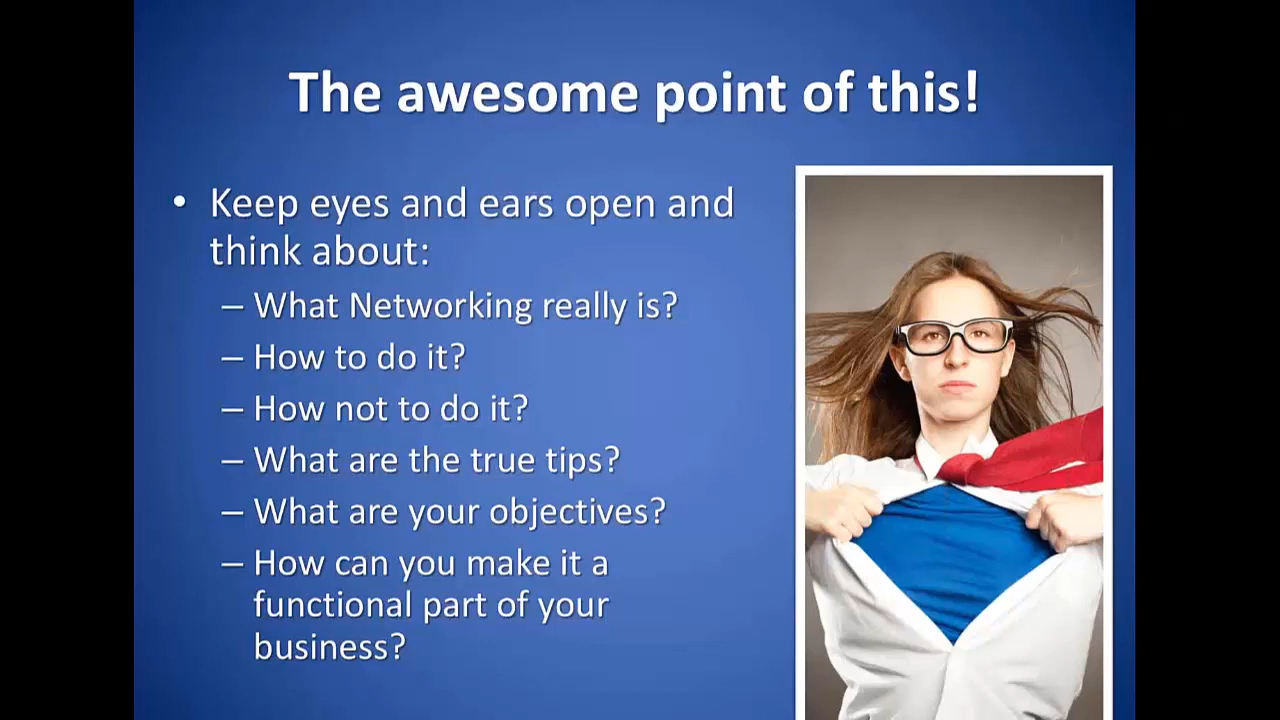 The awesome point of this!
• Keep eyes and ears open and
think about:
– What Networking really is?
– How to do it?
– How not to do it?
– What are the true tips?
– What are your objectives?
– How can you make it a
functional part of your
business?